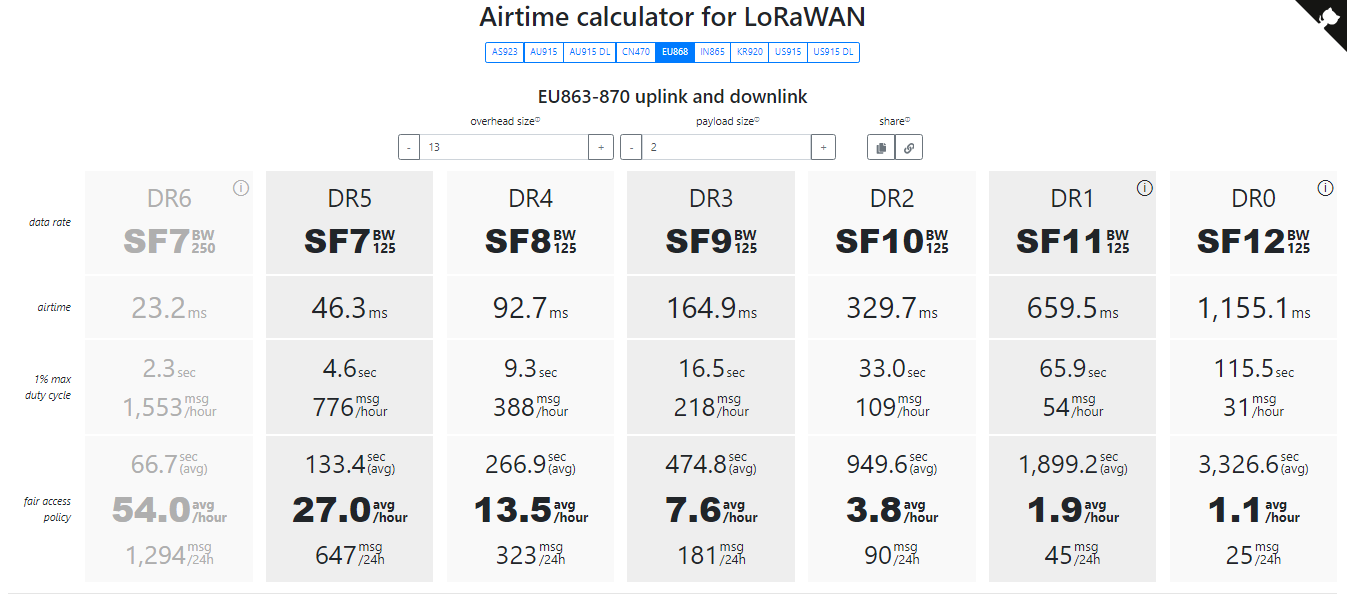 Airtime calculator for LoRaWAN
AS923 AU915 AU915 DL CN470 EU868 IN865 KR920 US915 US915 DL
EU863-870 uplink and downlink
overhead sizeⓘ payload sizeⓘ shareⓘ
- 13 + - 2 +
data rate
DR6 ⓘ DR5 DR4 DR3 DR2 DR1 ⓘ DR0 ⓘ
SF7 BW 250 SF7 BW 125 SF8 BW 125 SF9 BW 125 SF10 BW 125 SF11 BW 125 SF12 BW 125
airtime 23.2 ms 46.3 ms 92.7 ms 164.9 ms 329.7 ms 659.5 ms 1,155.1 ms
1% max
duty cycle
2.3 sec 4.6 sec 9.3 sec 16.5 sec 33.0 sec 65.9 sec 115.5 sec
1,553 msg /hour 776 msg /hour 388 msg /hour 218 msg /hour 109 msg /hour 54 msg /hour 31 msg /hour
fair access
policy
66.7 sec (avg) 133.4 sec (avg) 266.9 sec (avg) 474.8 sec (avg) 949.6 sec (avg) 1,899.2 sec (avg) 3,326.6 sec (avg)
54.0 avg /hour 27.0 avg /hour 13.5 avg /hour 7.6 avg /hour 3.8 avg /hour 1.9 avg /hour 1.1 avg /hour
1,294 msg /24h 647 msg /24h 323 msg /24h 181 msg /24h 90 msg /24h 45 msg /24h 25 msg /24h